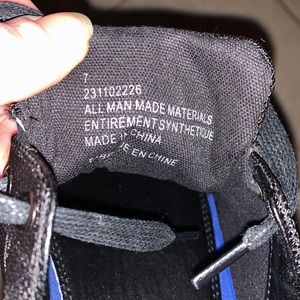 7
231102226
ALL MAN MADE MATERIALS
ENTIREMENT SYNTHETIQUE
MADE IN CHINA
EN CHINE